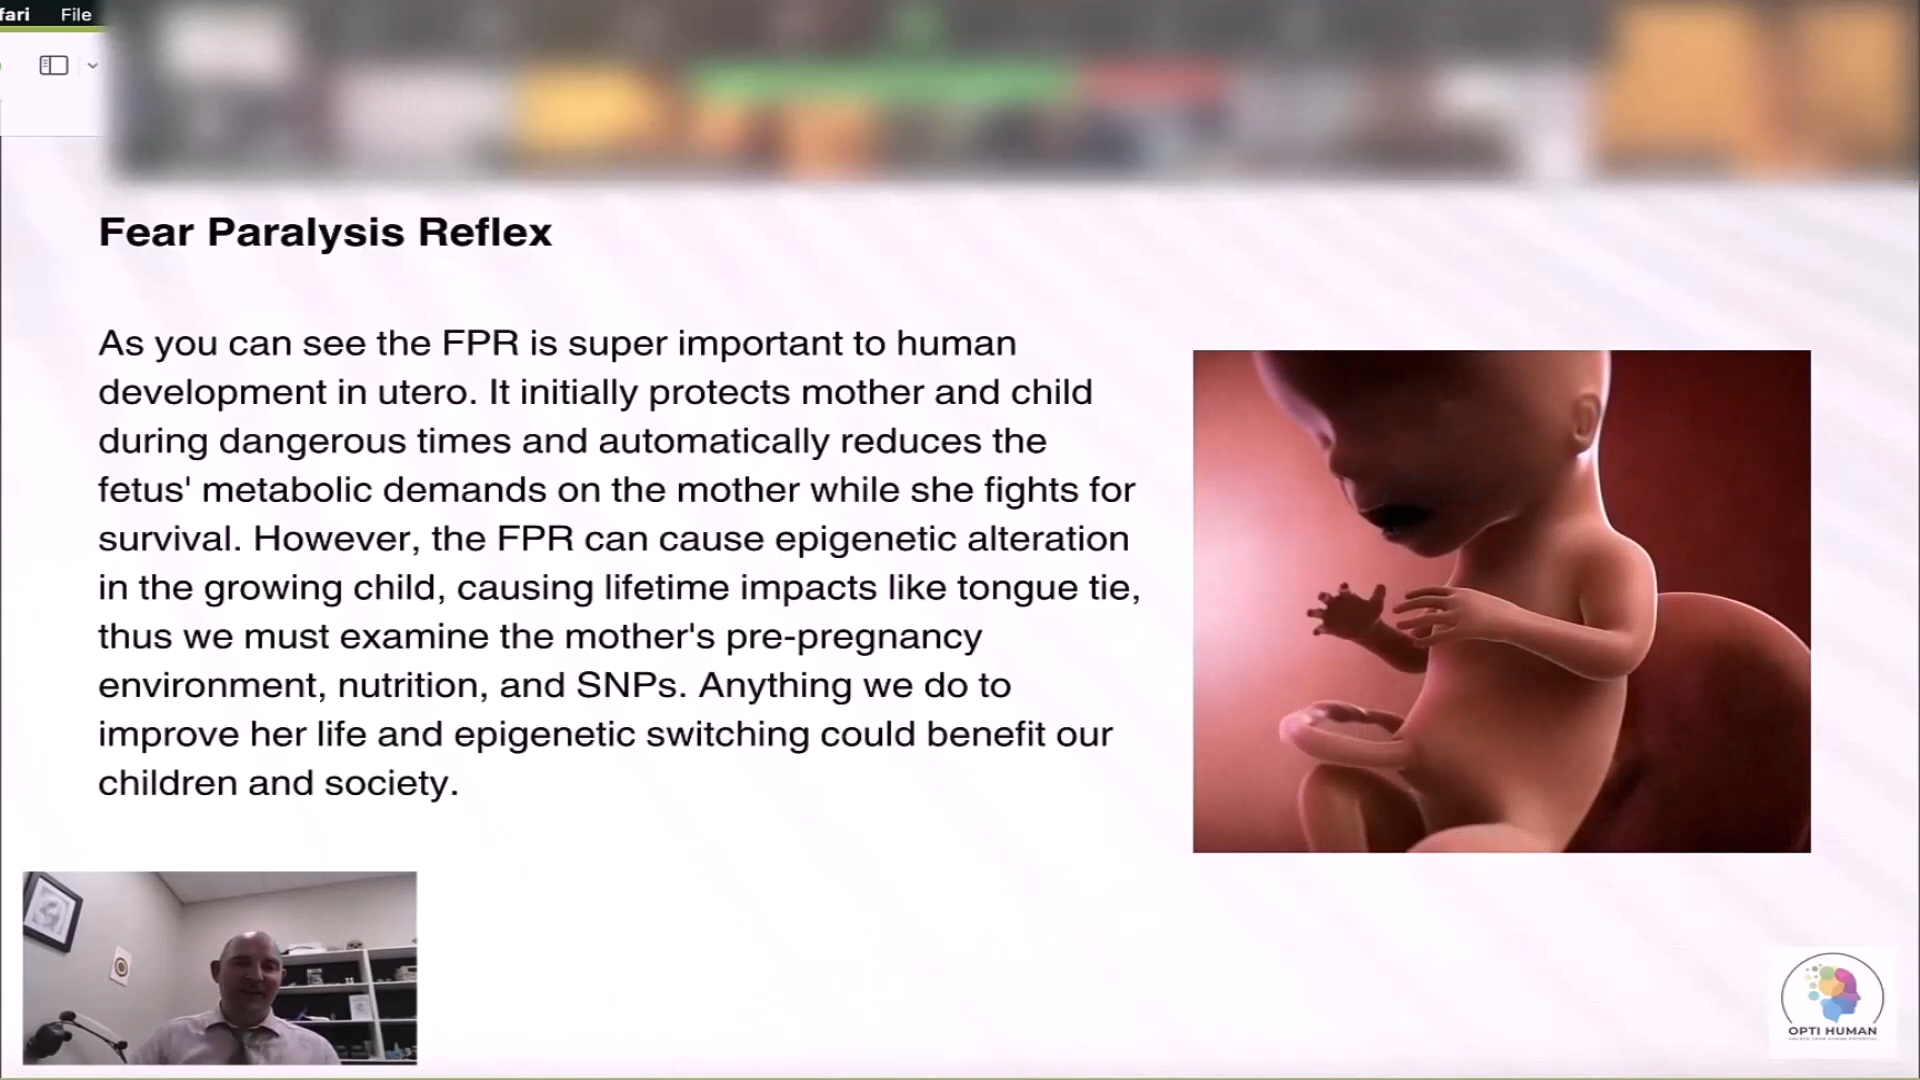 fari File
Fear Paralysis Reflex
As you can see the FPR is super important to human
development in utero. It initially protects mother and child
during dangerous times and automatically reduces the
fetus' metabolic demands on the mother while she fights for
survival. However, the FPR can cause epigenetic alteration
in the growing child, causing lifetime impacts like tongue tie,
thus we must examine the mother's pre-pregnancy
environment, nutrition, and SNPs. Anything we do to
improve her life and epigenetic switching could benefit our
children and society.
OPTI HUMAN